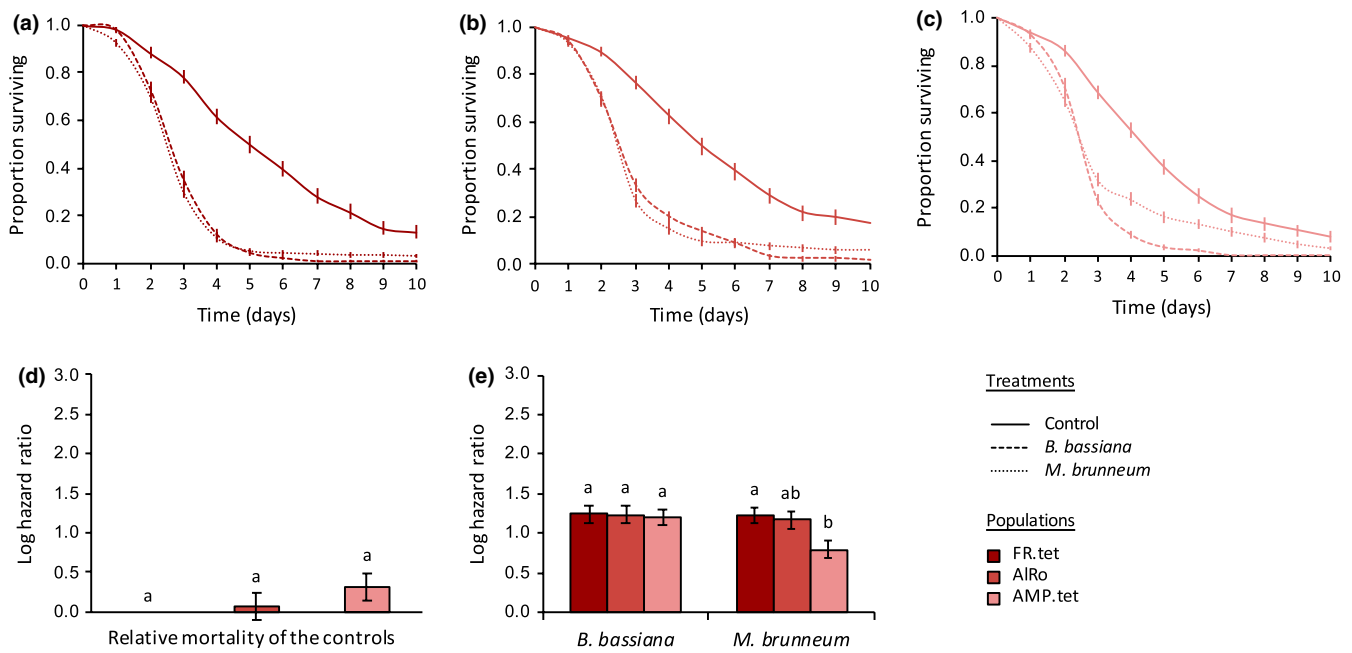 (a)
Proportion surviving
1.0
0.8
0.6
0.4
0.2
0.0
0 1 2 3 4 5 6 7 8 9 10
Time (days)
(b)
Proportion surviving
1.0
0.8
0.6
0.4
0.2
0.0
0 1 2 3 4 5 6 7 8 9 10
Time (days)
(c)
Proportion surviving
1.0
0.8
0.6
0.4
0.2
0.0
0 1 2 3 4 5 6 7 8 9 10
Time (days)
(d)
Log hazard ratio
3.0
2.5
2.0
1.5
1.0
0.5
0.0
a a a
Relative mortality of the controls
(e)
Log hazard ratio
3.0
2.5
2.0
1.5
1.0
0.5
0.0
a a a a ab b
B. bassiana M. brunneum
Treatments
Control
B. bassiana
M. brunneum
Populations
FR.tet
AlRo
AMP.tet